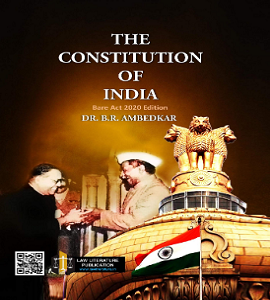 THE
CONSTITUTION
OF
INDIA
Bare Act 2020 Edition
DR. B.R. AMBEDKAR
LAW LITERATURE
PUBLICATION